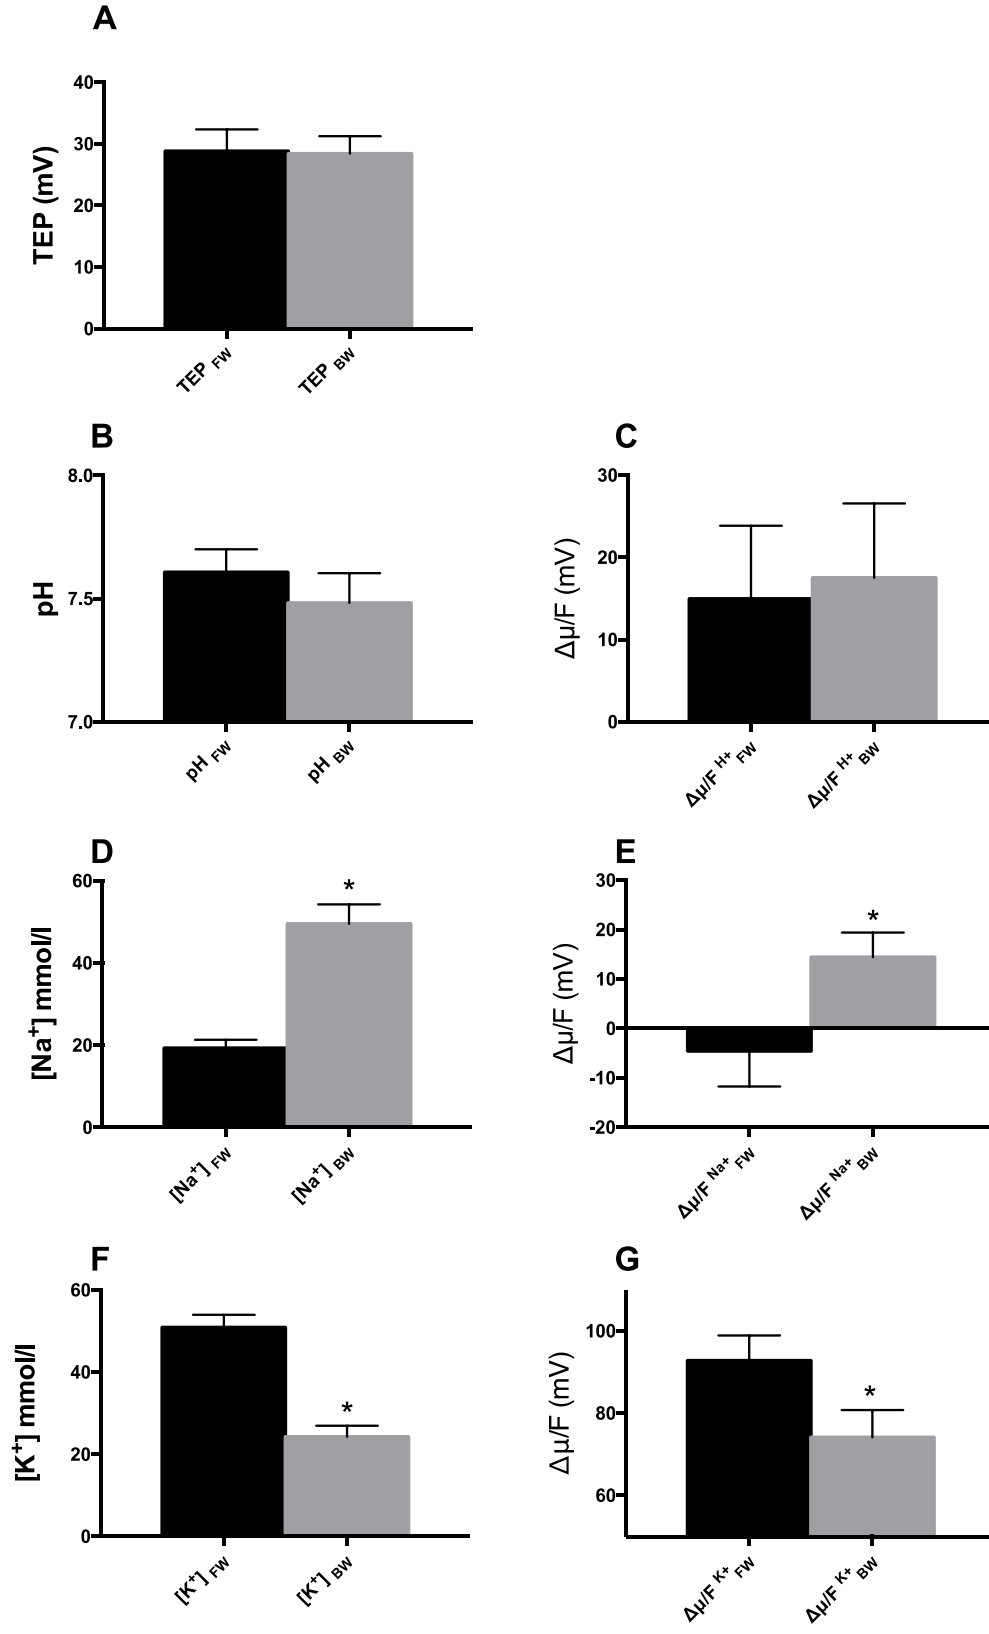 A
TEP (mV)
40
30
20
10
0
TEP FW
TEP BW
B
pH
8.0
7.5
7.0
pH FW
pH BW
C
Δμ/F (mV)
30
20
10
0
Δμ/F H+ FW
Δμ/F H+ BW
D
[Na+] mmol/l
60
40
20
0
*
[Na+] FW
[Na+] BW
E
Δμ/F (mV)
30
20
10
0
-10
-20
*
Δμ/F Na+ FW
Δμ/F Na+ BW
F
[K+] mmol/l
60
40
20
0
*
[K+] FW
[K+] BW
G
Δμ/F (mV)
100
80
60
*
Δμ/F K+ FW
Δμ/F K+ BW